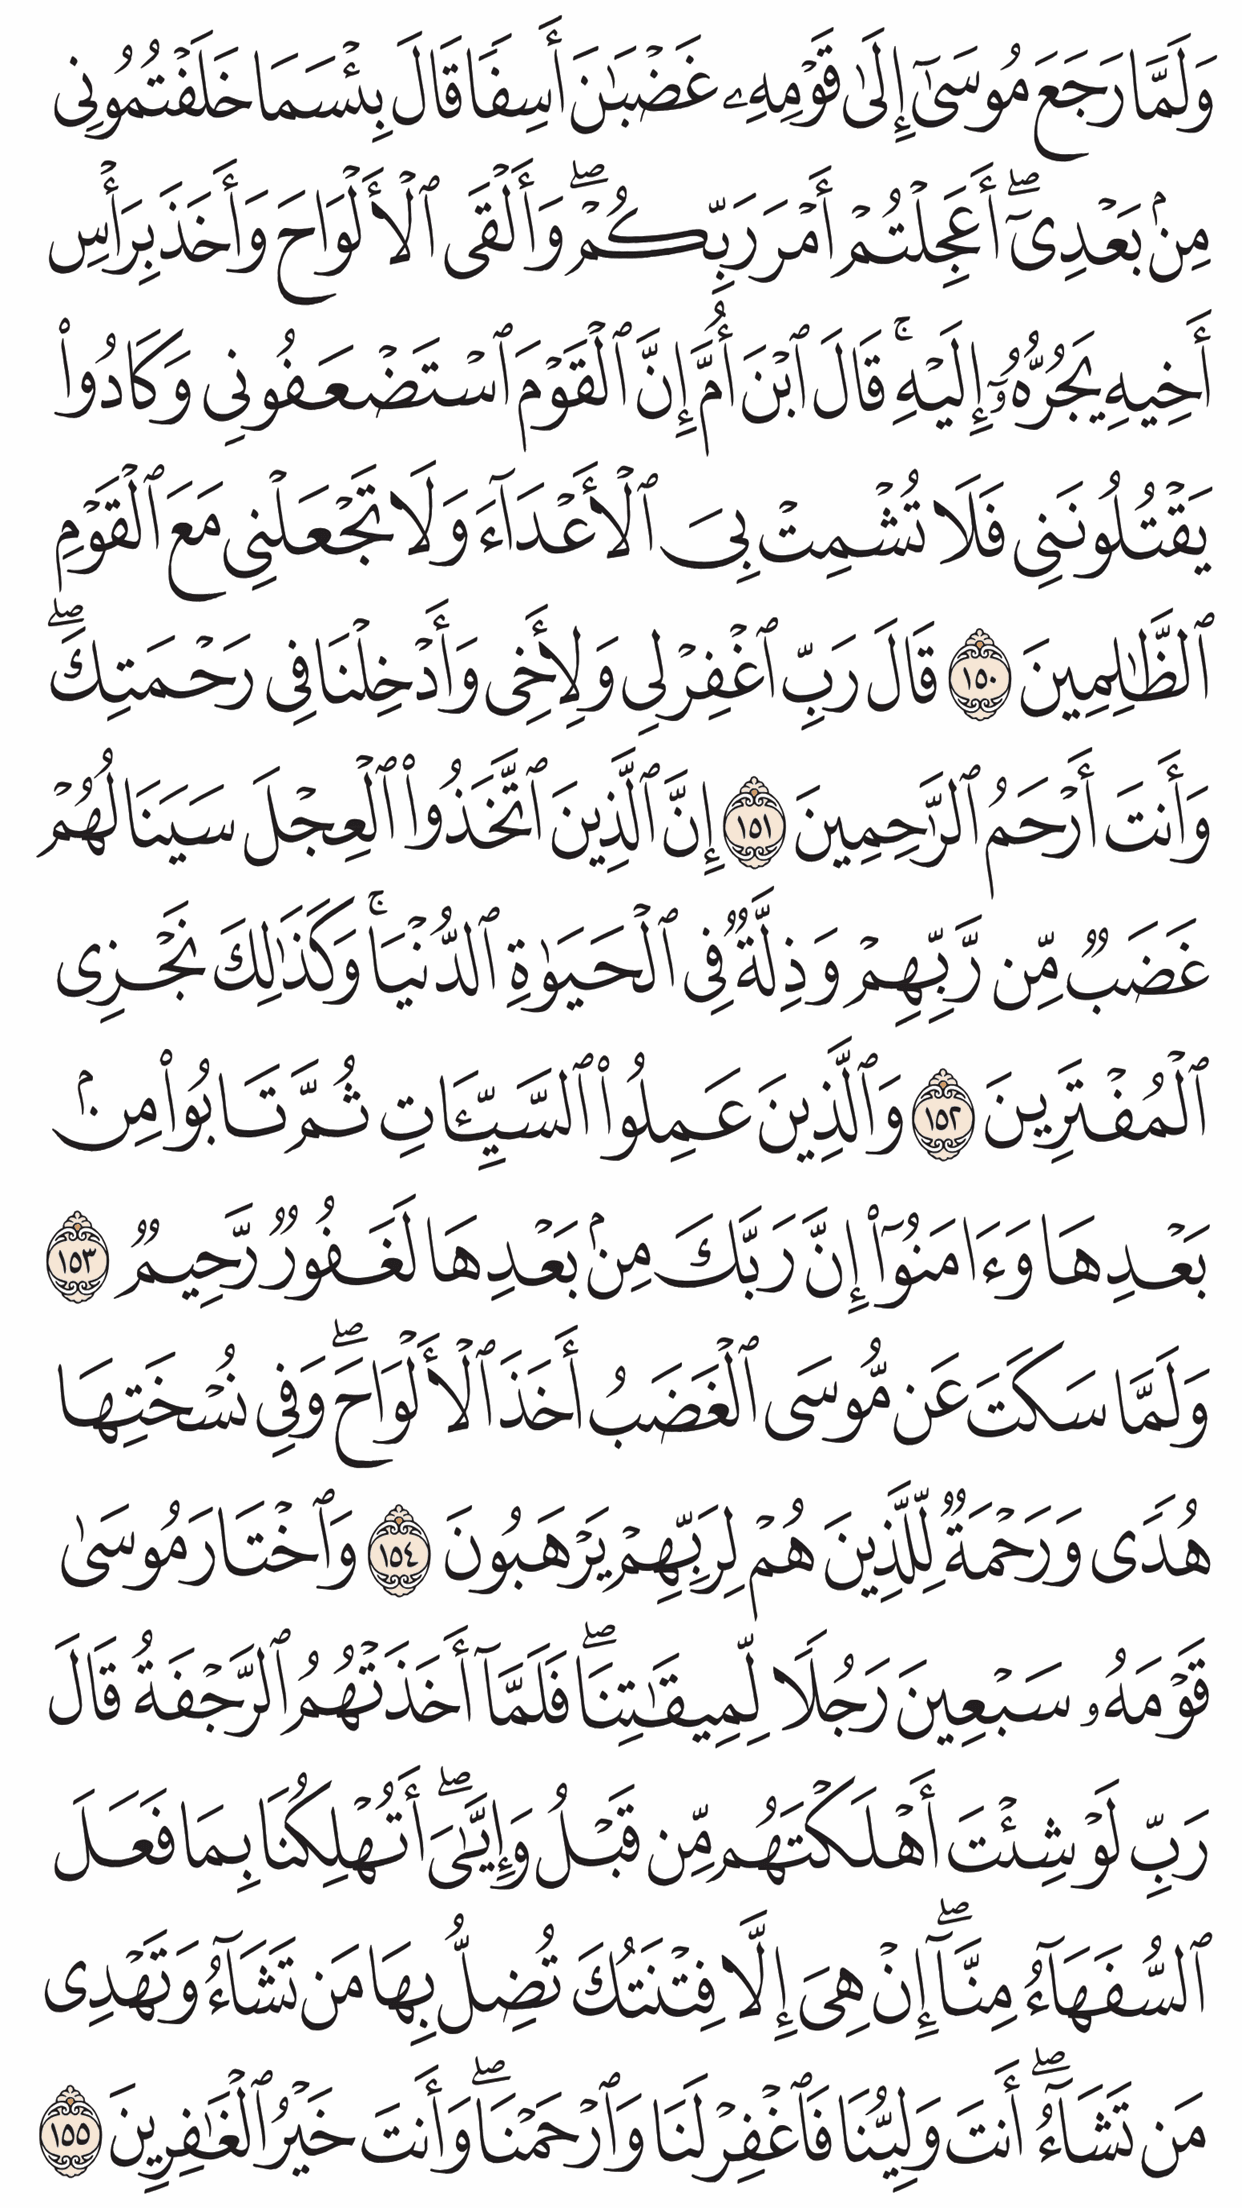 وَلَمَّا رَجَعَ مُوسَىٰٓ إِلَىٰ قَوْمِهِۦ غَضْبَٰنَ أَسِفًا قَالَ بِئْسَمَا خَلَفْتُمُونِى
مِنۢ بَعْدِىٓ ۖ أَعَجِلْتُمْ أَمْرَ رَبِّكُمْ ۖ وَأَلْقَى ٱلْأَلْوَاحَ وَأَخَذَ بِرَأْسِ
أَخِيهِ يَجُرُّهُۥٓ إِلَيْهِ ۚ قَالَ ٱبْنَ أُمَّ إِنَّ ٱلْقَوْمَ ٱسْتَضْعَفُونِى وَكَادُوا۟
يَقْتُلُونَنِى فَلَا تُشْمِتْ بِىَ ٱلْأَعْدَآءَ وَلَا تَجْعَلْنِى مَعَ ٱلْقَوْمِ
ٱلظَّٰلِمِينَ ١٥٠ قَالَ رَبِّ ٱغْفِرْ لِى وَلِأَخِى وَأَدْخِلْنَا فِى رَحْمَتِكَ ۖ
وَأَنتَ أَرْحَمُ ٱلرَّٰحِمِينَ ١٥١ إِنَّ ٱلَّذِينَ ٱتَّخَذُوا۟ ٱلْعِجْلَ سَيَنَالُهُمْ
غَضَبٌ مِّن رَّبِّهِمْ وَذِلَّةٌ فِى ٱلْحَيَوٰةِ ٱلدُّنْيَا ۚ وَكَذَٰلِكَ نَجْزِى
ٱلْمُفْتَرِينَ ١٥٢ وَٱلَّذِينَ عَمِلُوا۟ ٱلسَّيِّـَٔاتِ ثُمَّ تَابُوا۟ مِنۢ
بَعْدِهَا وَءَامَنُوٓا۟ إِنَّ رَبَّكَ مِنۢ بَعْدِهَا لَغَفُورٌ رَّحِيمٌ ١٥٣
وَلَمَّا سَكَتَ عَن مُّوسَى ٱلْغَضَبُ أَخَذَ ٱلْأَلْوَاحَ ۖ وَفِى نُسْخَتِهَا
هُدًى وَرَحْمَةٌ لِّلَّذِينَ هُمْ لِرَبِّهِمْ يَرْهَبُونَ ١٥٤ وَٱخْتَارَ مُوسَىٰ
قَوْمَهُۥ سَبْعِينَ رَجُلًا لِّمِيقَٰتِنَا ۖ فَلَمَّآ أَخَذَتْهُمُ ٱلرَّجْفَةُ قَالَ
رَبِّ لَوْ شِئْتَ أَهْلَكْتَهُم مِّن قَبْلُ وَإِيَّٰىَ ۖ أَتُهْلِكُنَا بِمَا فَعَلَ
ٱلسُّفَهَآءُ مِنَّآ ۖ إِنْ هِىَ إِلَّا فِتْنَتُكَ تُضِلُّ بِهَا مَن تَشَآءُ وَتَهْدِى
مَن تَشَآءُ ۖ أَنتَ وَلِيُّنَا فَٱغْفِرْ لَنَا وَٱرْحَمْنَا ۖ وَأَنتَ خَيْرُ ٱلْغَٰفِرِينَ ١٥٥